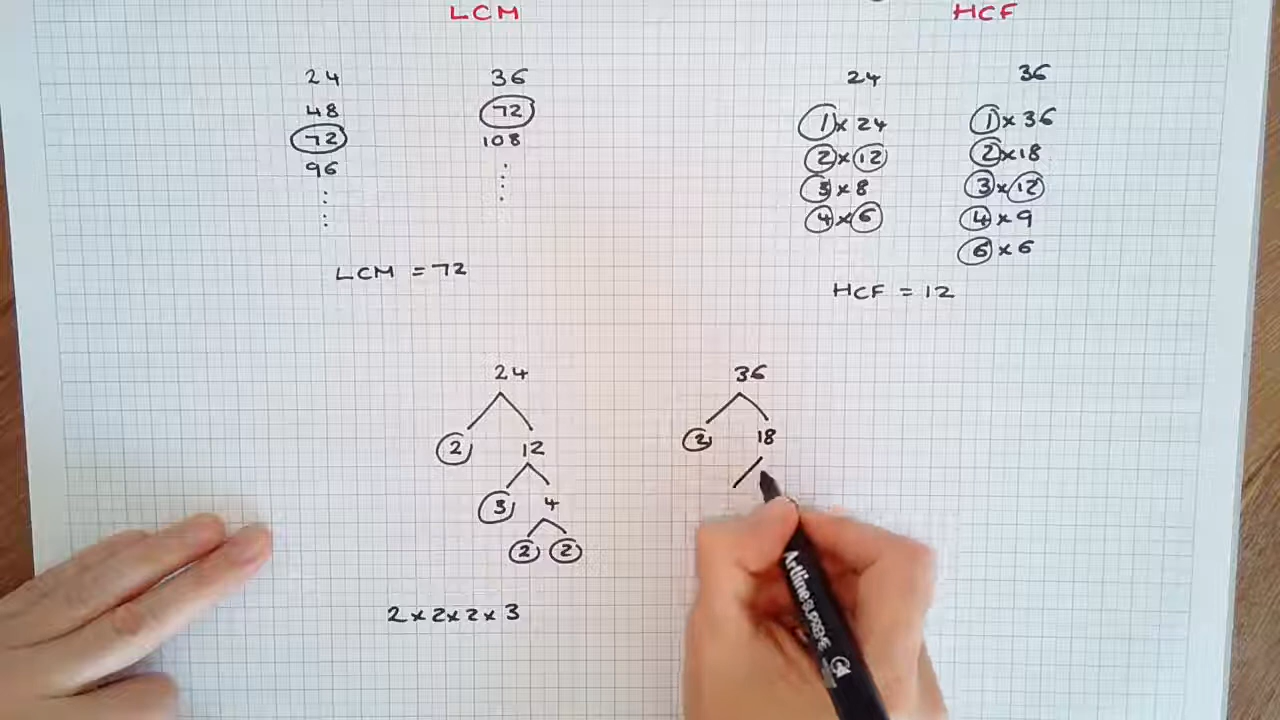 LCM
HCF
24 36
48 72
72 108
96
LCM = 72
24 36
1 x 24 1 x 36
2 x 12 2 x 18
3 x 8 3 x 12
4 x 6 4 x 9
6 x 6
HCF = 12
24
2 12
3 4
2 2
2 x 2 x 2 x 3
36
2 18
Artline SUPREME